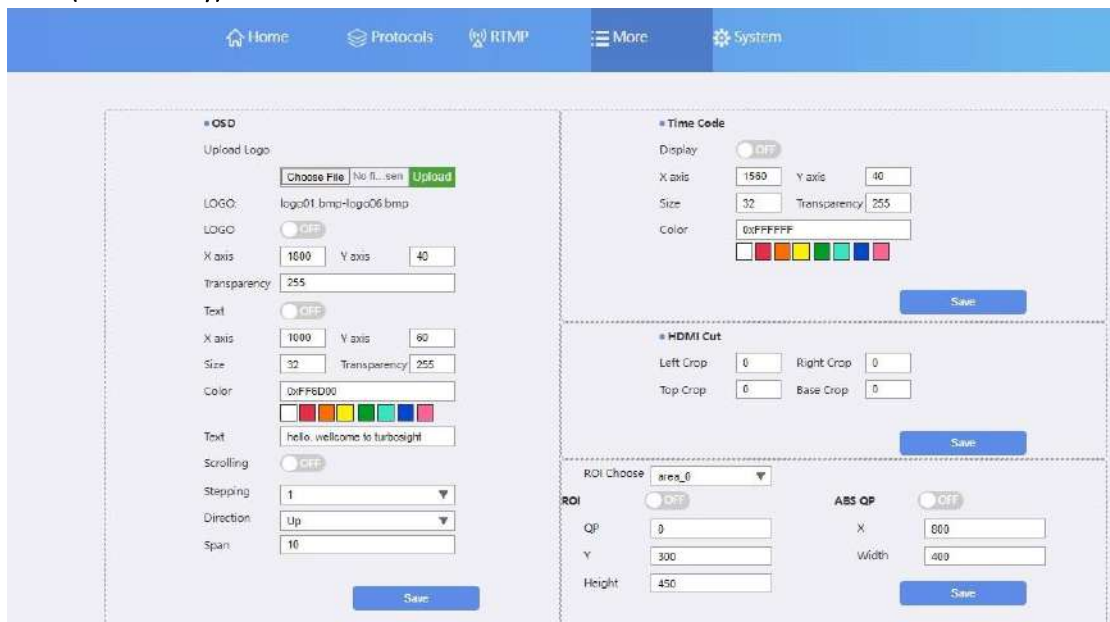 Home Protocols RTMP More System
OSD
Upload Logo
Choose File No fi...sen Upload
LOGO: logo01.bmp-logo06.bmp
LOGO OFF
X axis 1800 Y axis 40
Transparency 255
Text OFF
X axis 1000 Y axis 60
Size 32 Transparency 255
Color 0xFF6D00
Text hello, wellcome to turbosight
Scrolling OFF
Stepping 1
Direction Up
Span 10
Save
Time Code
Display OFF
X axis 1560 Y axis 40
Size 32 Transparency 255
Color 0xFFFFFF
Save
HDMI Cut
Left Crop 0 Right Crop 0
Top Crop 0 Base Crop 0
Save
ROI Choose area_0
ROI OFF ABS QP OFF
QP 0 X 800
Y 300 Width 400
Height 450 Save